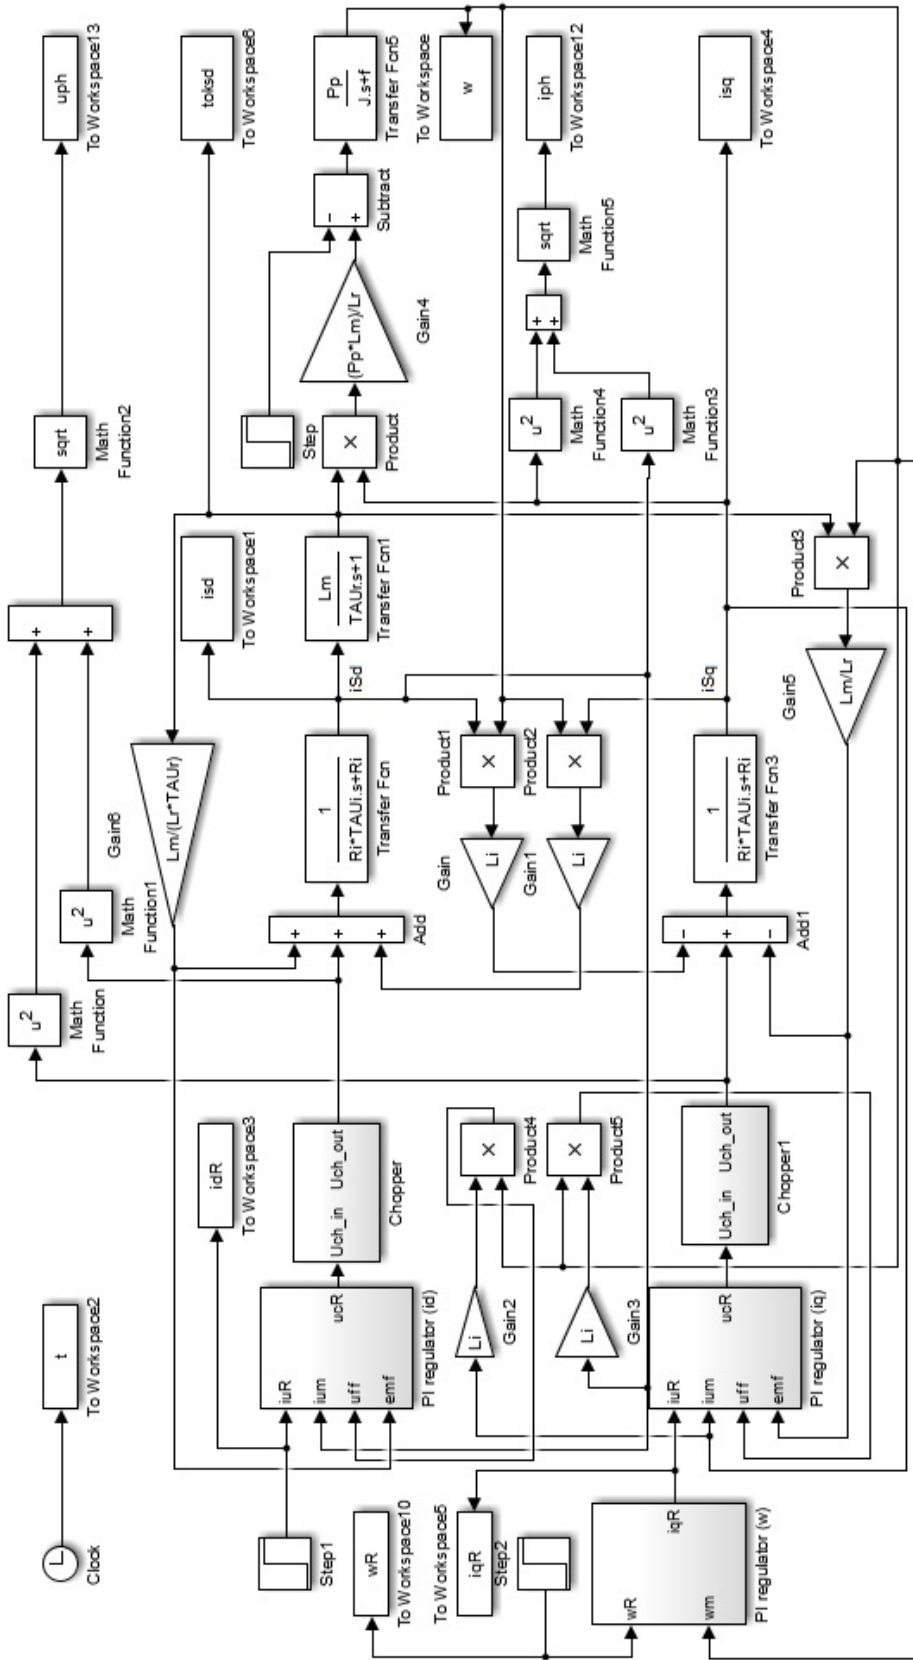 Clock
t
To Workspace2
uph
To Workspace13
sqrt
Math
Function2
+
+
u²
Math
Function
u²
Math
Function1
Gain6
Lm/(Lr*TAUr)
idR
To Workspace3
isd
To Workspace1
toksd
To Workspace6
Step1
iuR
ium
uff
emf
ucR
PI regulator (id)
Uch_in
Uch_out
Chopper
+
+
+
Add
1
Ri*TAUi.s+Ri
Transfer Fcn
iSd
Lm
TAUr.s+1
Transfer Fcn1
Step
×
Product
(Pp*Lm)/Lr
Gain4
−
+
Subtract
Pp
J.s+f
Transfer Fcn5
wR
To Workspace10
iqR
To Workspace5
Li
Gain2
×
Product4
Li
Gain3
×
Product5
Gain
Li
Product1
×
Gain1
Li
Product2
×
To Workspace
w
u²
Math
Function4
u²
Math
Function3
+
+
sqrt
Math
Function5
iph
To Workspace12
Step2
wR
wm
iqR
PI regulator (w)
iuR
ium
uff
emf
ucR
PI regulator (iq)
Uch_in
Uch_out
Chopper1
−
+
−
Add1
1
Ri*TAUi.s+Ri
Transfer Fcn3
iSq
isq
To Workspace4
Gain5
Lm/Lr
Product3
×